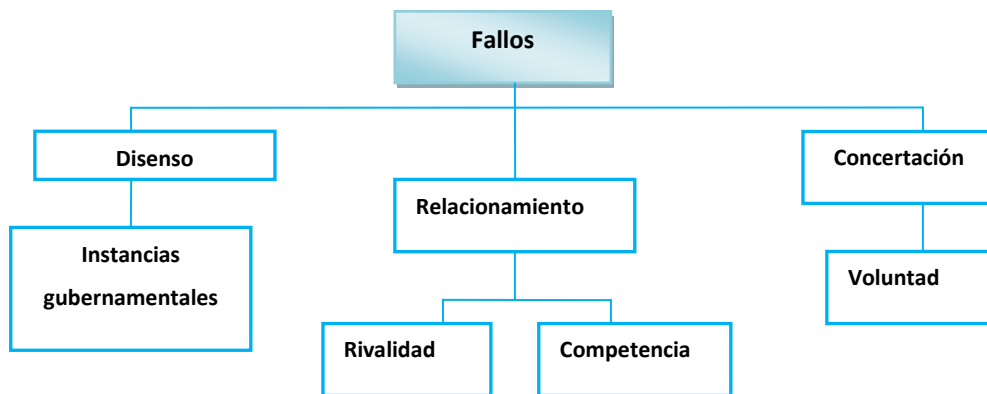 Fallos
Disenso
Concertación
Relacionamiento
Instancias
gubernamentales
Voluntad
Rivalidad
Competencia